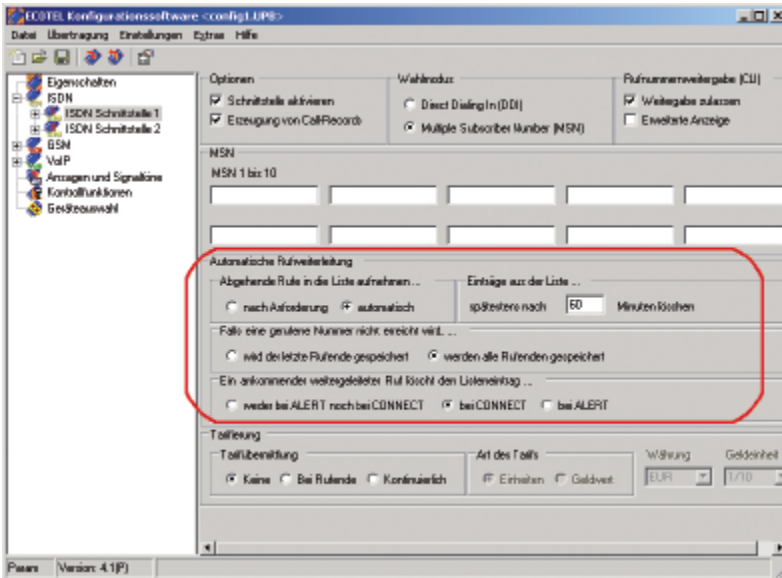 ECOTEL Konfigurationssoftware <config1.UPB>
Datei Übertragung Einstellungen Extras Hilfe
Eigenschaften
ISDN
ISDN Schnittstelle 1
ISDN Schnittstelle 2
GSM
VoIP
Ansagen und Signaltöne
Kontrollfunktionen
Geräteauswahl
Optionen
Schnittstelle aktivieren
Erzeugung von Call-Records
Wahlmodus
Direct Dialing In (DDI)
Multiple Subscriber Number (MSN)
Rufnummernweitergabe (CLI)
Weitergabe zulassen
Erweiterte Anzeige
MSN
MSN 1 bis 10
Automatische Rufweiterleitung
Abgehende Rufe in die Liste aufnehmen...
nach Anforderung automatisch
Einträge aus der Liste ...
spätestens nach 60 Minuten löschen
Falls eine gerufene Nummer nicht erreicht wird. ...
wird der letzte Rufende gespeichert werden alle Rufenden gespeichert
Ein ankommender weitergeleiteter Ruf löscht den Listeneintrag ...
weder bei ALERT noch bei CONNECT bei CONNECT bei ALERT
Tarifierung
Tarifübermittlung
Keine Bei Rufende Kontinuierlich
Art des Tarifs
Einheiten Geldwert
Währung
EUR
Geldeinheit
1/10
Param Version: 4.1(P)